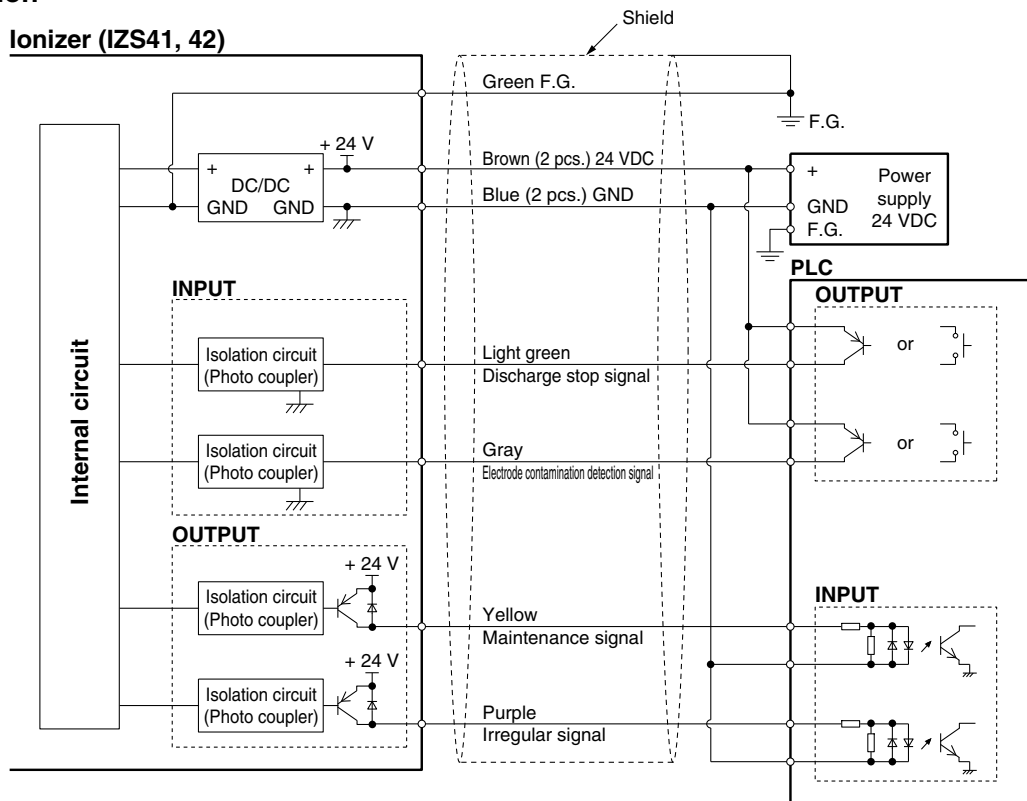 Ionizer (IZS41, 42)
Shield
Green F.G.
F.G.
+ 24 V
Brown (2 pcs.) 24 VDC
+ +
DC/DC
GND GND
Blue (2 pcs.) GND
+
Power
supply
24 VDC
GND
F.G.
PLC
INPUT
OUTPUT
Internal circuit
Isolation circuit
(Photo coupler)
Light green
Discharge stop signal
or
Isolation circuit
(Photo coupler)
Gray
Electrode contamination detection signal
or
OUTPUT
+ 24 V
Isolation circuit
(Photo coupler)
Yellow
Maintenance signal
INPUT
+ 24 V
Isolation circuit
(Photo coupler)
Purple
Irregular signal